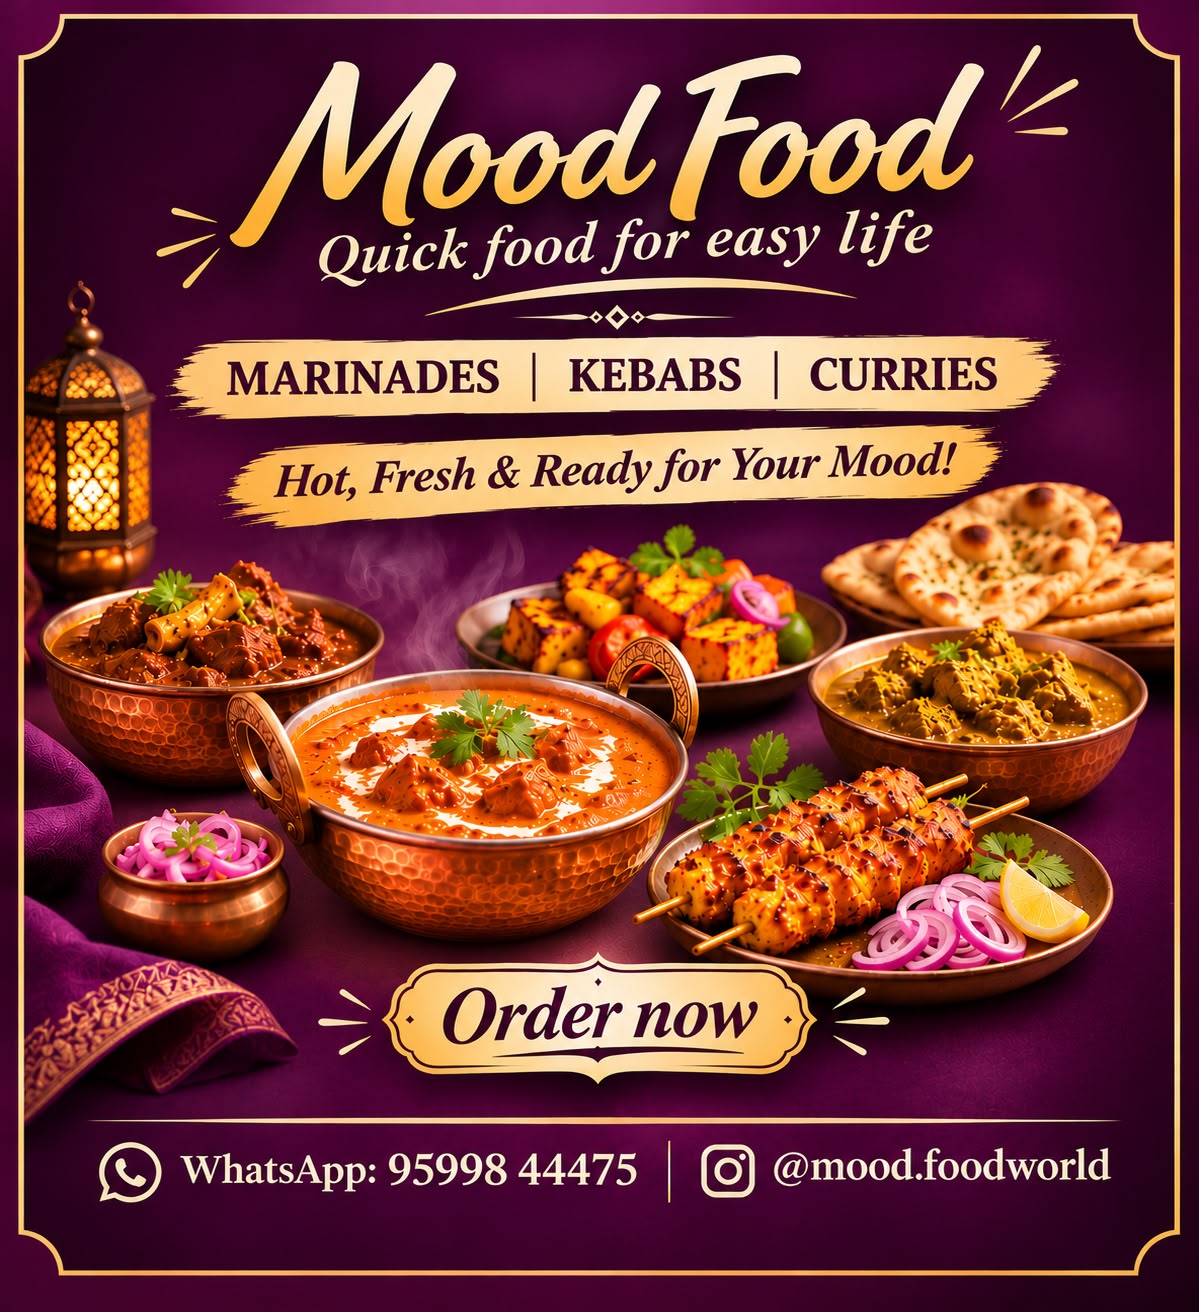 Mood Food
Quick food for easy life
MARINADES | KEBABS | CURRIES
Hot, Fresh & Ready for Your Mood!
Order now
WhatsApp: 95998 44475 | @mood.foodworld